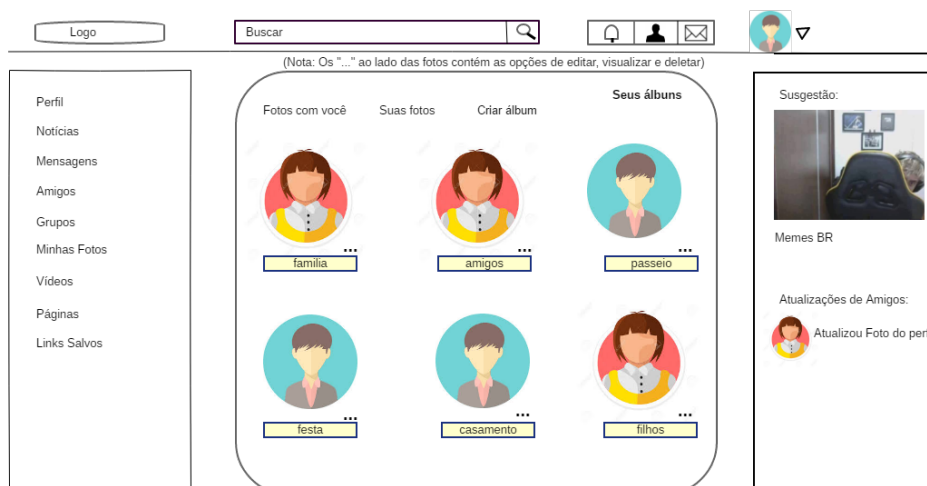 Logo
Buscar
(Nota: Os "..." ao lado das fotos contém as opções de editar, visualizar e deletar)
Perfil
Notícias
Mensagens
Amigos
Grupos
Minhas Fotos
Vídeos
Páginas
Links Salvos
Seus álbuns
Fotos com você
Suas fotos
Criar álbum
...
...
...
familia
amigos
passeio
...
...
...
festa
casamento
filhos
Susgestão:
Memes BR
Atualizações de Amigos:
Atualizou Foto do